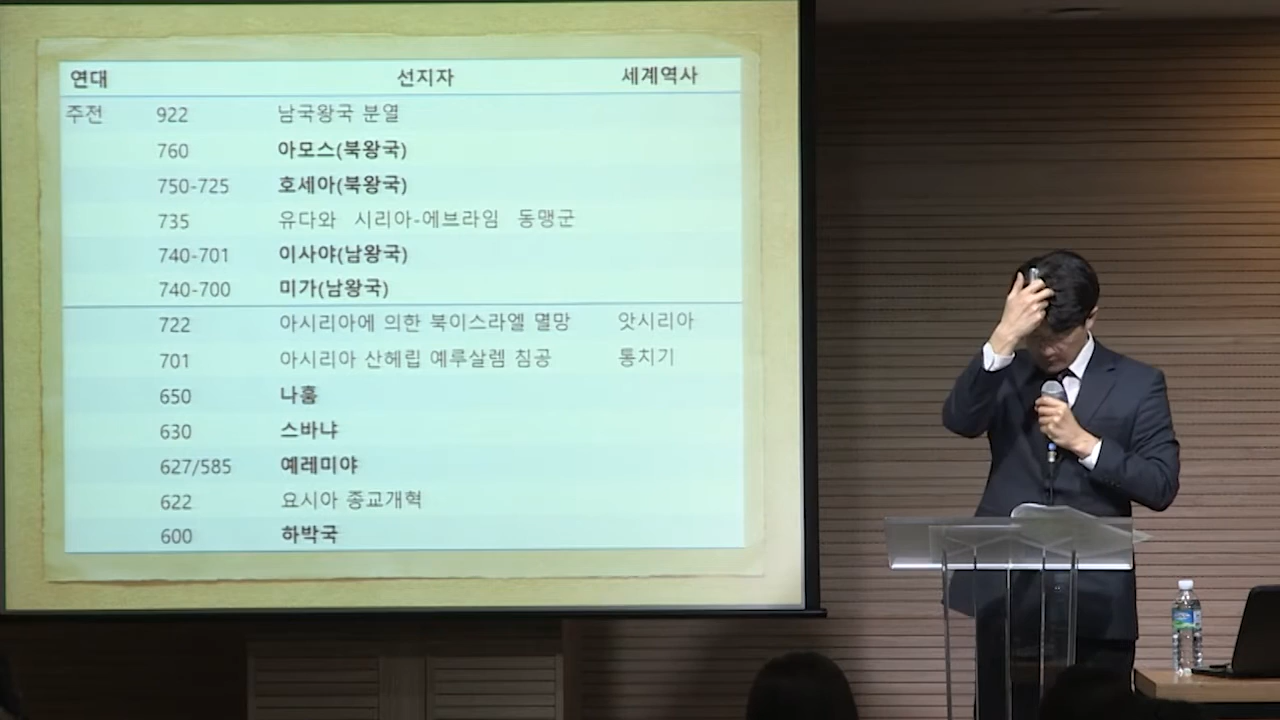 연대 선지자 세계역사
주전 922 남국왕국 분열
760 아모스(북왕국)
750-725 호세아(북왕국)
735 유다와 시리아-에브라임 동맹군
740-701 이사야(남왕국)
740-700 미가(남왕국)
722 아시리아에 의한 북이스라엘 멸망 앗시리아
701 아시리아 산헤립 예루살렘 침공 통치기
650 나훔
630 스바냐
627/585 예레미야
622 요시아 종교개혁
600 하박국